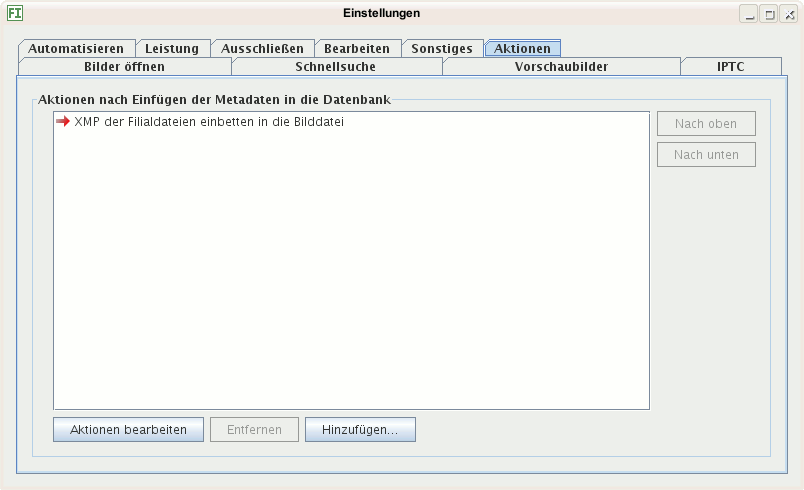 FI
Einstellungen
Automatisieren Leistung Ausschließen Bearbeiten Sonstiges Aktionen
Bilder öffnen Schnellsuche Vorschaubilder IPTC
Aktionen nach Einfügen der Metadaten in die Datenbank
XMP der Filialdateien einbetten in die Bilddatei
Nach oben
Nach unten
Aktionen bearbeiten Entfernen Hinzufügen...